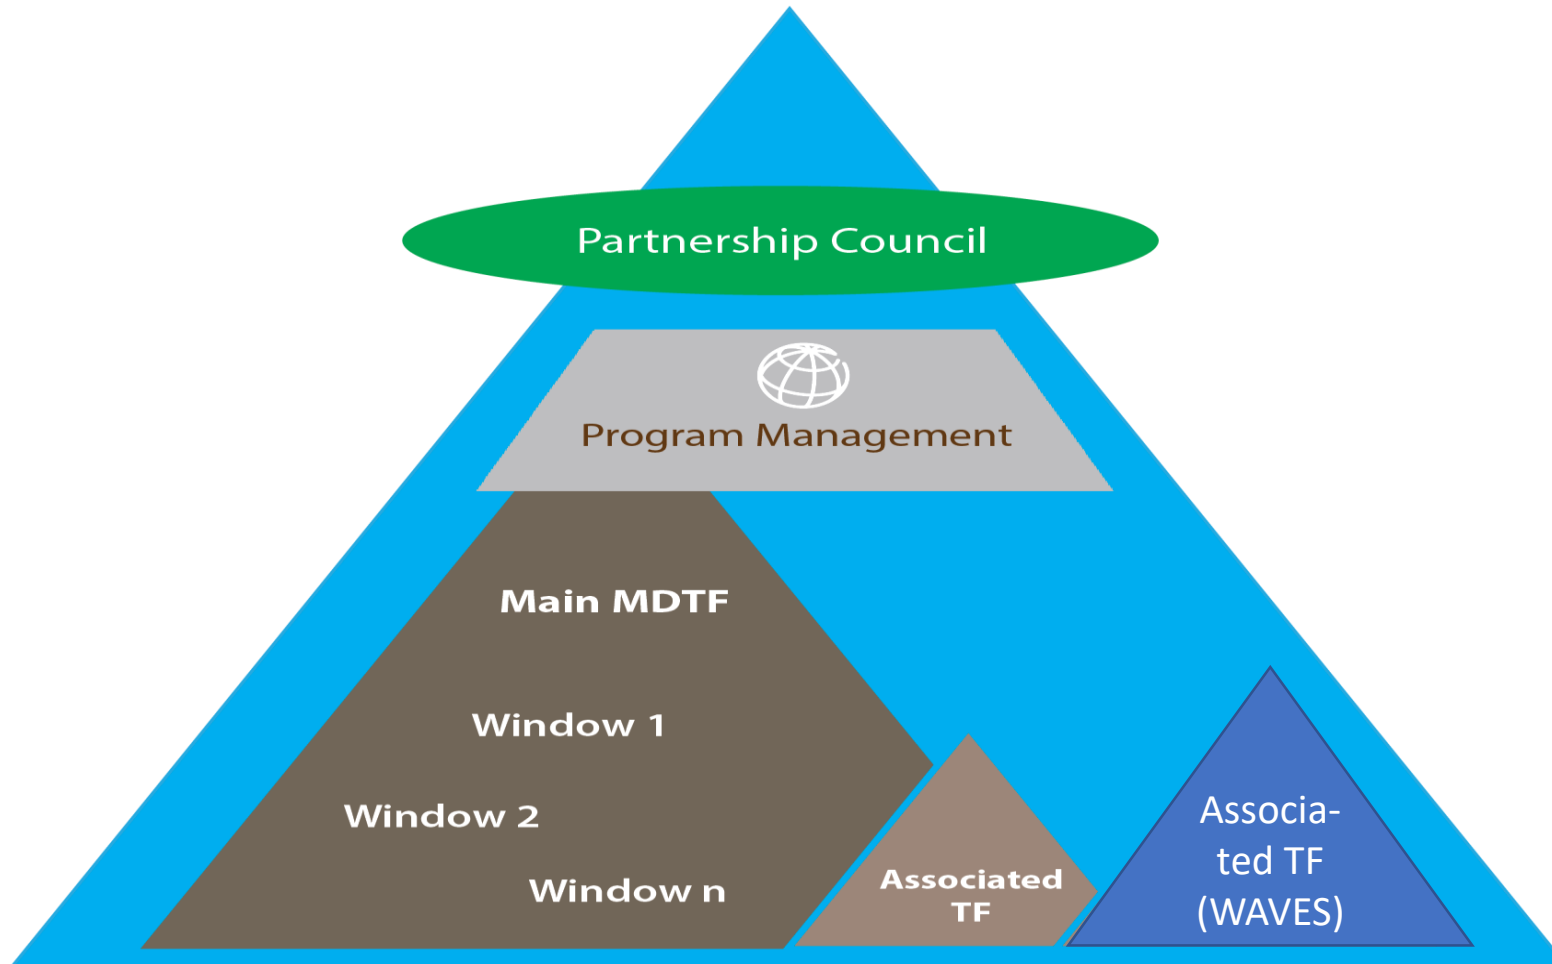 Partnership Council
Program Management
Main MDTF
Window 1
Window 2
Window n
Associated
TF
Associa-
ted TF
(WAVES)